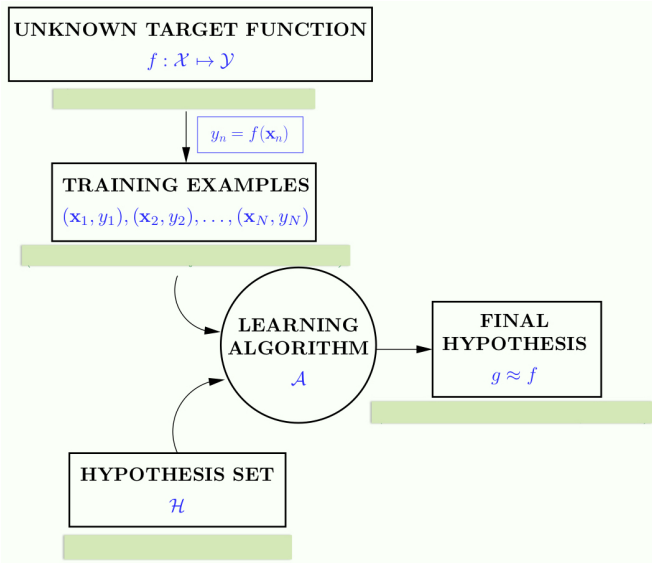 UNKNOWN TARGET FUNCTION
f : 𝒳 ↦ 𝒴
yₙ = f(𝐱ₙ)
TRAINING EXAMPLES
(𝐱₁, y₁), (𝐱₂, y₂), . . . , (𝐱_N, y_N)
LEARNING
ALGORITHM
𝒜
FINAL
HYPOTHESIS
g ≈ f
HYPOTHESIS SET
ℋ